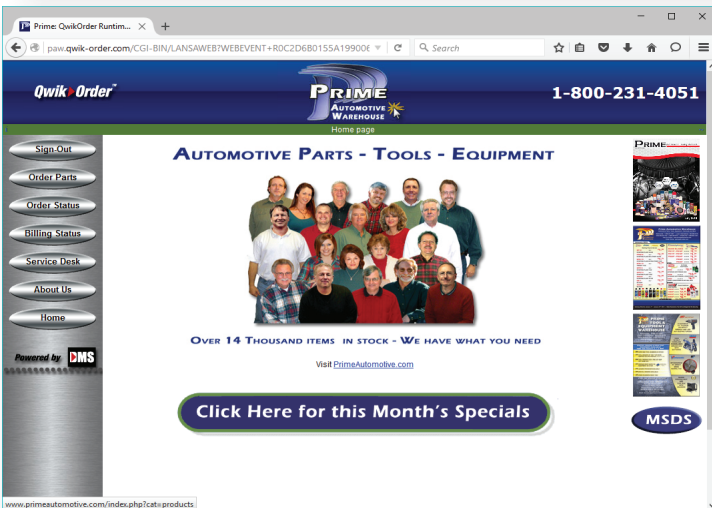 Prime: QwikOrder Runtim...
paw.qwik-order.com/CGI-BIN/LANSAWEB?WEBEVENT+R0C2D6B0155A199006
Search
Qwik Order™
PRIME
AUTOMOTIVE
WAREHOUSE
1-800-231-4051
Home page
Sign-Out
Order Parts
Order Status
Billing Status
Service Desk
About Us
Home
Powered by DMS
AUTOMOTIVE PARTS - TOOLS - EQUIPMENT
OVER 14 THOUSAND ITEMS IN STOCK - WE HAVE WHAT YOU NEED
Visit PrimeAutomotive.com
Click Here for this Month's Specials
PRIME
MSDS
www.primeautomotive.com/index.php?cat=products